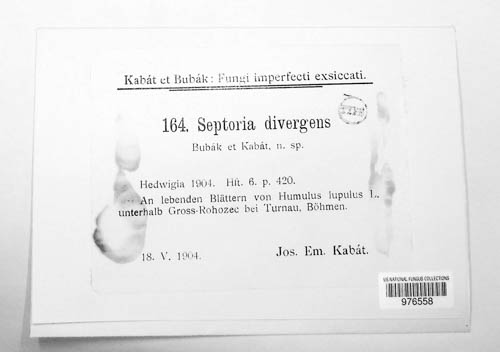 Kabát et Bubák: Fungi imperfecti exsiccati.
164. Septoria divergens
Bubák et Kabát, n. sp.
Hedwigia 1904. Hft. 6. p. 420.
An lebenden Blättern von Humulus lupulus L.
unterhalb Gross-Rohozec bei Turnau, Böhmen.
18. V. 1904.
Jos. Em. Kabát.
US NATIONAL FUNGUS COLLECTIONS
976558